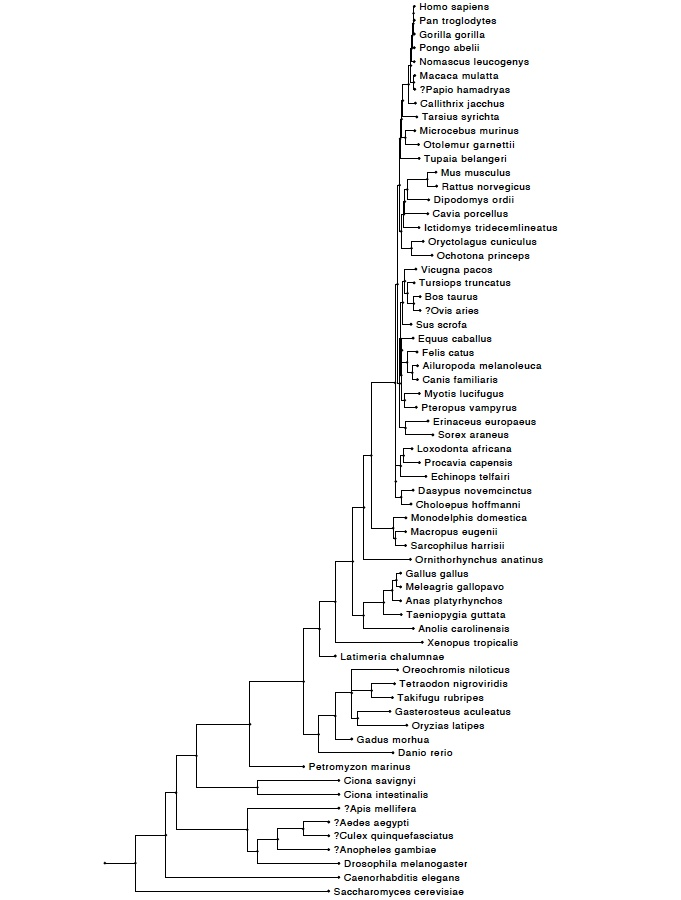 Homo sapiens
Pan troglodytes
Gorilla gorilla
Pongo abelii
Nomascus leucogenys
Macaca mulatta
?Papio hamadryas
Callithrix jacchus
Tarsius syrichta
Microcebus murinus
Otolemur garnettii
Tupaia belangeri
Mus musculus
Rattus norvegicus
Dipodomys ordii
Cavia porcellus
Ictidomys tridecemlineatus
Oryctolagus cuniculus
Ochotona princeps
Vicugna pacos
Tursiops truncatus
Bos taurus
?Ovis aries
Sus scrofa
Equus caballus
Felis catus
Ailuropoda melanoleuca
Canis familiaris
Myotis lucifugus
Pteropus vampyrus
Erinaceus europaeus
Sorex araneus
Loxodonta africana
Procavia capensis
Echinops telfairi
Dasypus novemcinctus
Choloepus hoffmanni
Monodelphis domestica
Macropus eugenii
Sarcophilus harrisii
Ornithorhynchus anatinus
Gallus gallus
Meleagris gallopavo
Anas platyrhynchos
Taeniopygia guttata
Anolis carolinensis
Xenopus tropicalis
Latimeria chalumnae
Oreochromis niloticus
Tetraodon nigroviridis
Takifugu rubripes
Gasterosteus aculeatus
Oryzias latipes
Gadus morhua
Danio rerio
Petromyzon marinus
Ciona savignyi
Ciona intestinalis
?Apis mellifera
?Aedes aegypti
?Culex quinquefasciatus
?Anopheles gambiae
Drosophila melanogaster
Caenorhabditis elegans
Saccharomyces cerevisiae